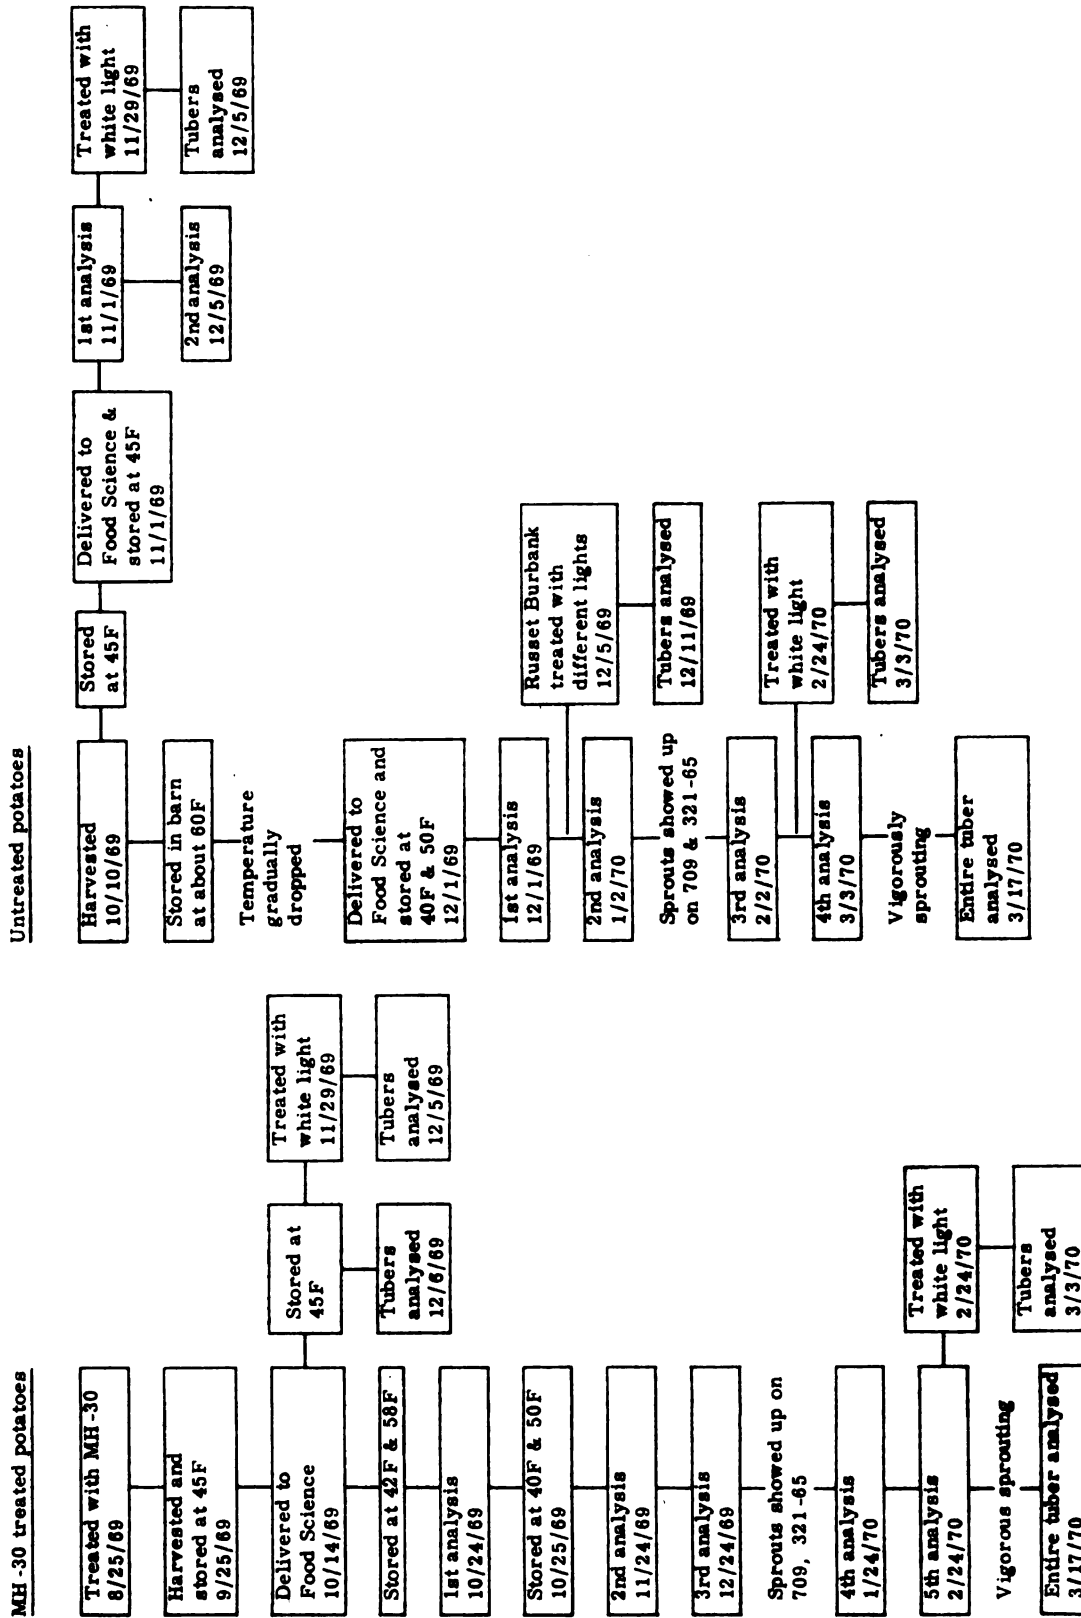 MH-30 treated potatoes
Treated with MH-30
8/25/69
Harvested and
stored at 45F
9/25/69
Delivered to
Food Science
10/14/69
Stored at
45F
Tubers
analysed
12/6/69
Treated with
white light
11/29/69
Tubers
analysed
12/5/69
Stored at 42F & 58F
1st analysis
10/24/69
Stored at 40F & 50F
10/25/69
2nd analysis
11/24/69
3rd analysis
12/24/69
Sprouts showed up on
709, 321-65
4th analysis
1/24/70
5th analysis
2/24/70
Treated with
white light
2/24/70
Tubers
analysed
3/3/70
Vigorous sprouting
Entire tuber analysed
3/17/70
Untreated potatoes
Harvested
10/10/69
Stored
at 45F
Delivered to
Food Science &
stored at 45F
11/1/69
1st analysis
11/1/69
2nd analysis
12/5/69
Treated with
white light
11/29/69
Tubers
analysed
12/5/69
Stored in barn
at about 60F
Temperature
gradually
dropped
Delivered to
Food Science and
stored at
40F & 50F
12/1/69
1st analysis
12/1/69
Russet Burbank
treated with
different lights
12/5/69
Tubers analysed
12/11/69
2nd analysis
1/2/70
Sprouts showed up
on 709 & 321-65
3rd analysis
2/2/70
Treated with
white light
2/24/70
Tubers analysed
3/3/70
4th analysis
3/3/70
Vigorously
sprouting
Entire tuber
analysed
3/17/70